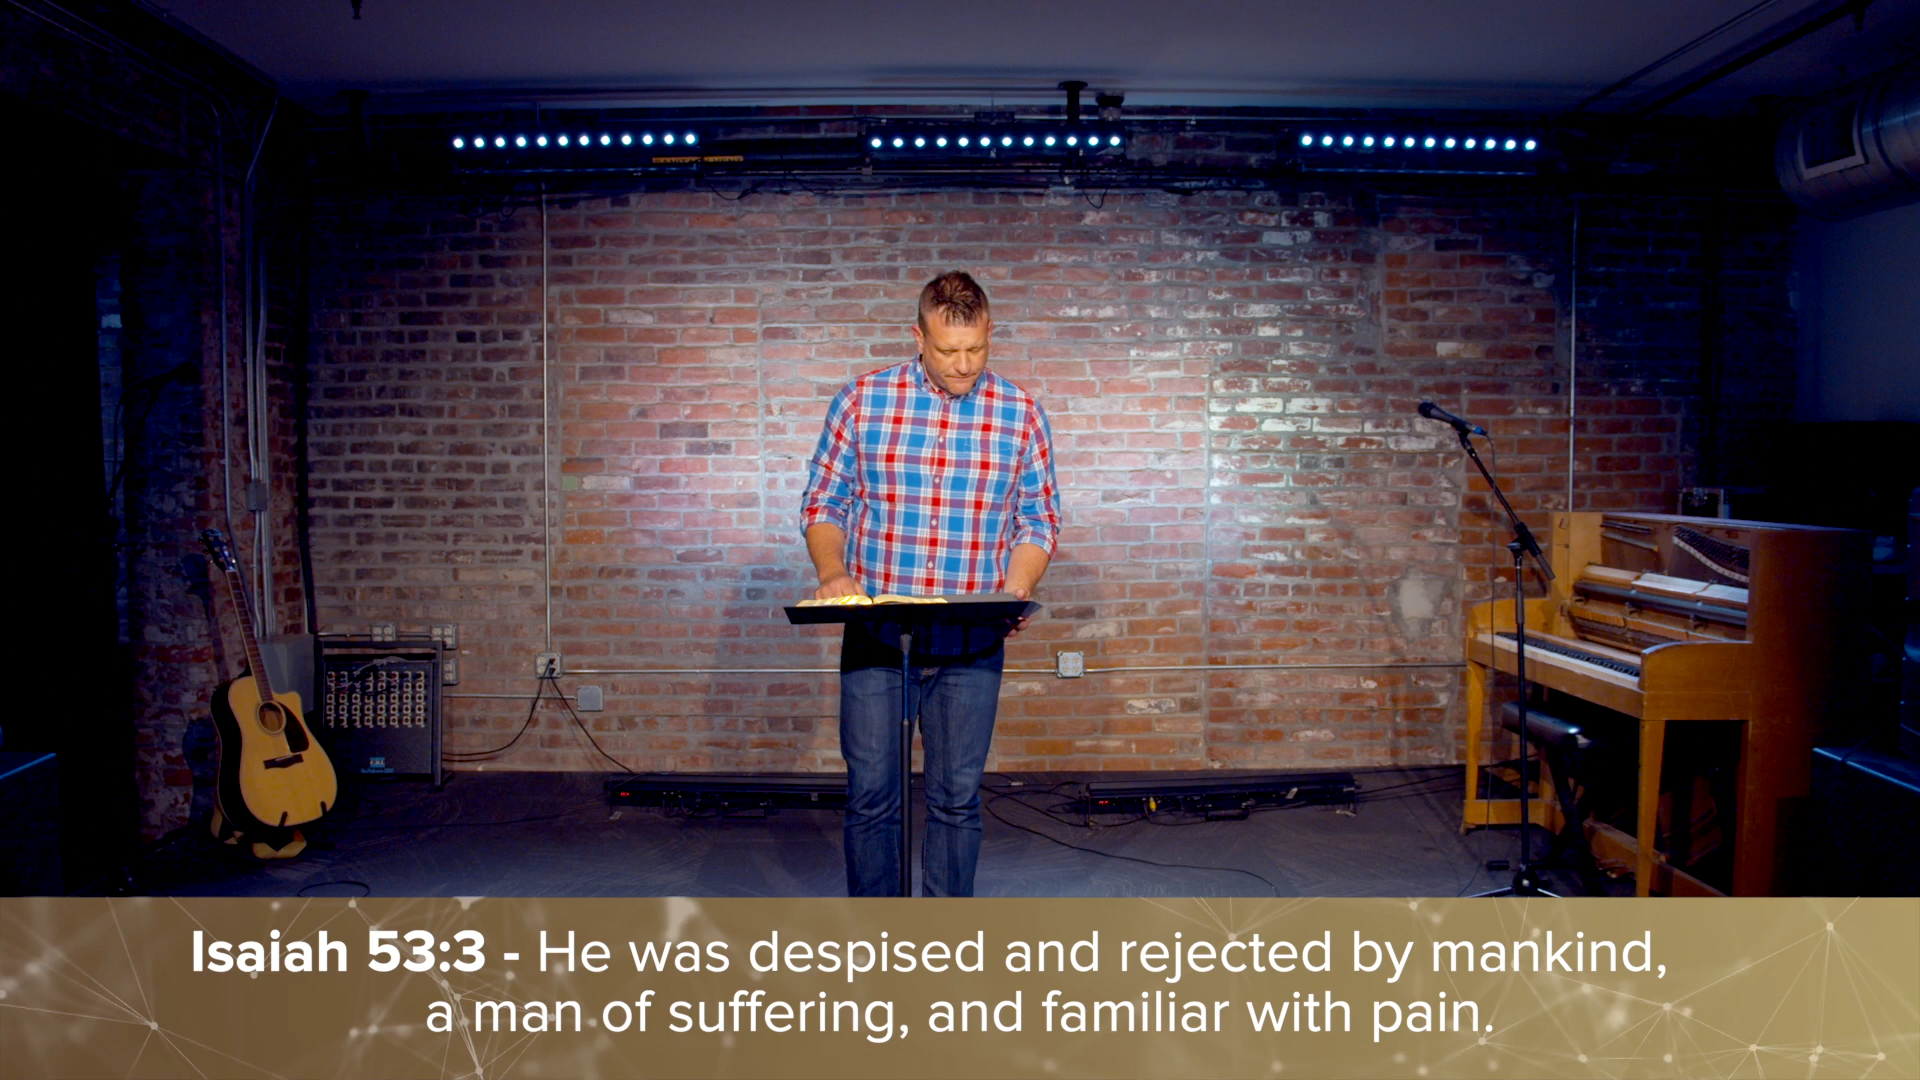 Isaiah 53:3 - He was despised and rejected by mankind,
a man of suffering, and familiar with pain.